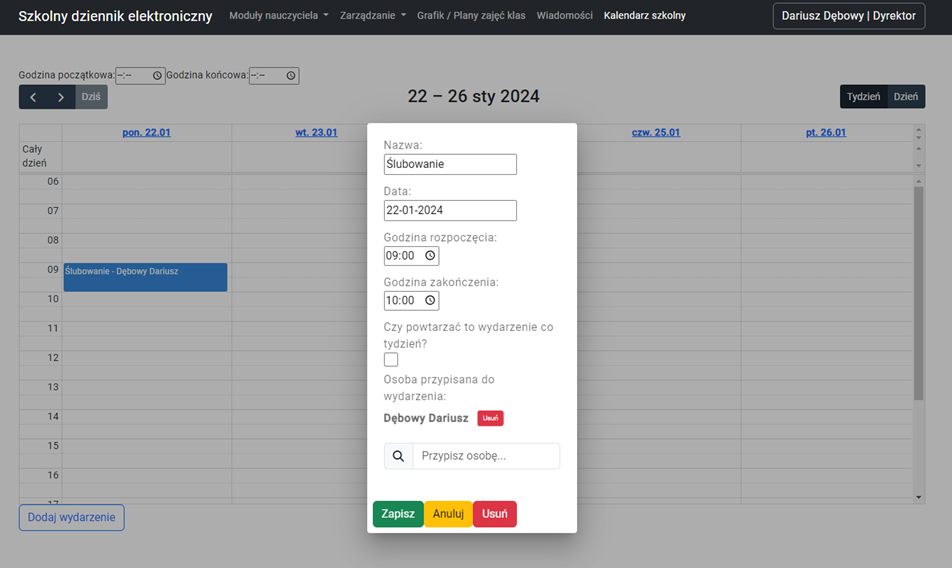 Szkolny dziennik elektroniczny Moduły nauczyciela Zarządzanie Grafik / Plany zajęć klas Wiadomości Kalendarz szkolny Dariusz Dębowy | Dyrektor
Godzina początkowa: --:-- Godzina końcowa: --:--
Dziś
22 – 26 sty 2024
Tydzień Dzień
pon. 22.01 wt. 23.01 czw. 25.01 pt. 26.01
Cały
dzień
06
07
08
09
Ślubowanie - Dębowy Dariusz
10
11
12
13
14
15
16
17
Dodaj wydarzenie
Nazwa:
Ślubowanie
Data:
22-01-2024
Godzina rozpoczęcia:
09:00
Godzina zakończenia:
10:00
Czy powtarzać to wydarzenie co
tydzień?
Osoba przypisana do
wydarzenia:
Dębowy Dariusz Usuń
Przypisz osobę...
Zapisz Anuluj Usuń